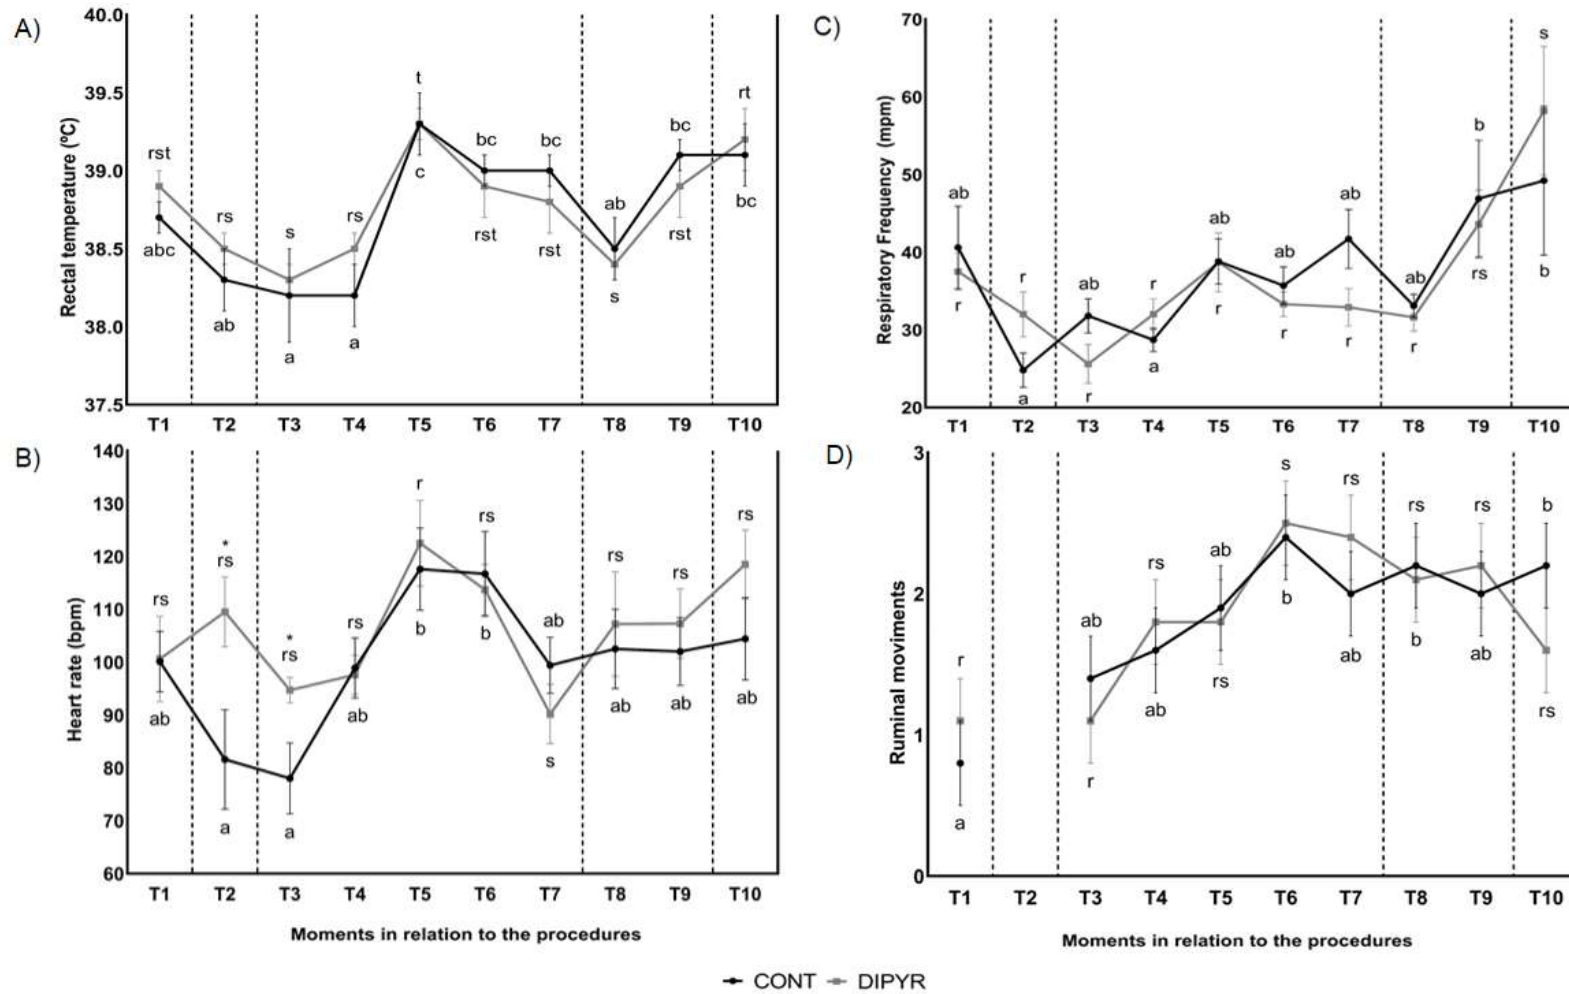 A)
Rectal temperature (ºC)
40.0
39.5
39.0
38.5
38.0
37.5
rst
abc
rs
ab
s
a
rs
a
t
c
bc
rst
bc
rst
ab
s
bc
rst
rt
bc
T1 T2 T3 T4 T5 T6 T7 T8 T9 T10
C)
Respiratory Frequency (mpm)
70
60
50
40
30
20
ab
r
r
a
ab
r
r
a
ab
r
ab
r
ab
r
ab
r
b
rs
s
b
T1 T2 T3 T4 T5 T6 T7 T8 T9 T10
B)
Heart rate (bpm)
140
130
120
110
100
90
80
70
60
rs
ab
*
rs
a
*
rs
a
rs
ab
r
b
rs
b
ab
s
rs
ab
rs
ab
rs
ab
T1 T2 T3 T4 T5 T6 T7 T8 T9 T10
Moments in relation to the procedures
D)
Ruminal moviments
3
2
1
0
r
a
ab
r
rs
ab
ab
rs
s
b
rs
ab
rs
b
rs
ab
b
rs
T1 T2 T3 T4 T5 T6 T7 T8 T9 T10
Moments in relation to the procedures
CONT DIPYR